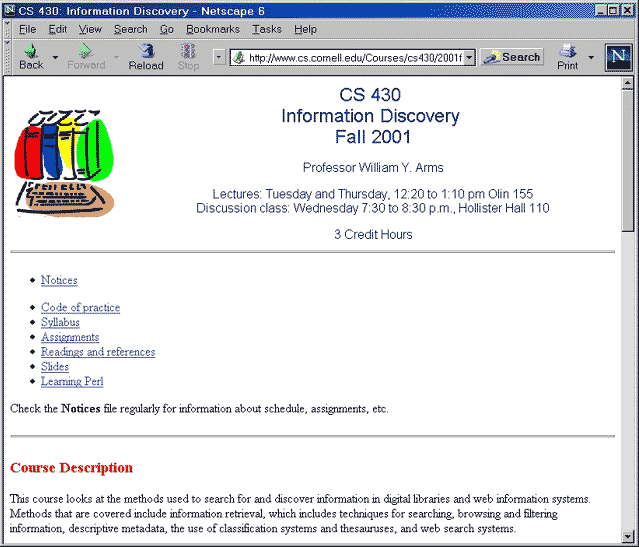 CS 430: Information Discovery - Netscape 6
File Edit View Search Go Bookmarks Tasks Help
Back Forward Reload Stop http://www.cs.cornell.edu/Courses/cs430/2001f Search Print N
CS 430
Information Discovery
Fall 2001
Professor William Y. Arms
Lectures: Tuesday and Thursday, 12:20 to 1:10 pm Olin 155
Discussion class: Wednesday 7:30 to 8:30 p.m., Hollister Hall 110
3 Credit Hours
Notices
Code of practice
Syllabus
Assignments
Readings and references
Slides
Learning Perl
Check the Notices file regularly for information about schedule, assignments, etc.
Course Description
This course looks at the methods used to search for and discover information in digital libraries and web information systems.
Methods that are covered include information retrieval, which includes techniques for searching, browsing and filtering
information, descriptive metadata, the use of classification systems and thesauruses, and web search systems.